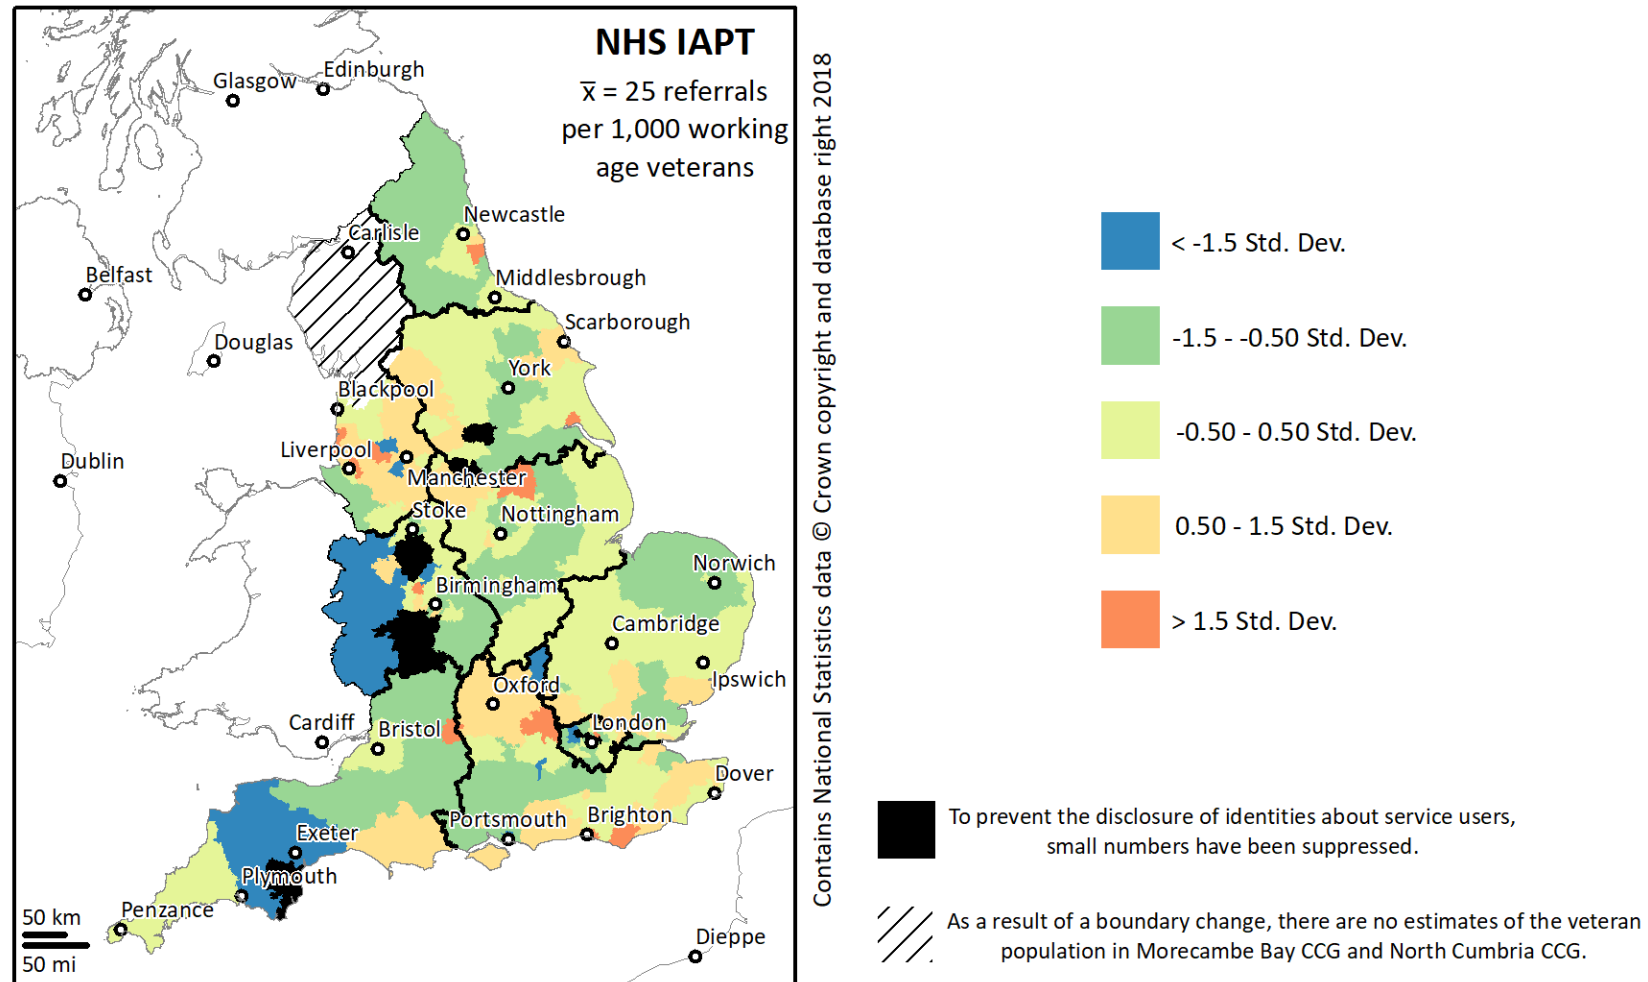 NHS IAPT
x̅ = 25 referrals
per 1,000 working
age veterans
Glasgow
Edinburgh
Newcastle
Carlisle
Belfast
Middlesbrough
Scarborough
Douglas
York
Blackpool
Liverpool
Dublin
Manchester
Stoke
Nottingham
Norwich
Birmingham
Cambridge
Ipswich
Oxford
Cardiff
Bristol
London
Dover
Portsmouth
Brighton
Exeter
Plymouth
Penzance
Dieppe
50 km
50 mi
Contains National Statistics data © Crown copyright and database right 2018
< -1.5 Std. Dev.
-1.5 - -0.50 Std. Dev.
-0.50 - 0.50 Std. Dev.
0.50 - 1.5 Std. Dev.
> 1.5 Std. Dev.
To prevent the disclosure of identities about service users,
small numbers have been suppressed.
As a result of a boundary change, there are no estimates of the veteran
population in Morecambe Bay CCG and North Cumbria CCG.